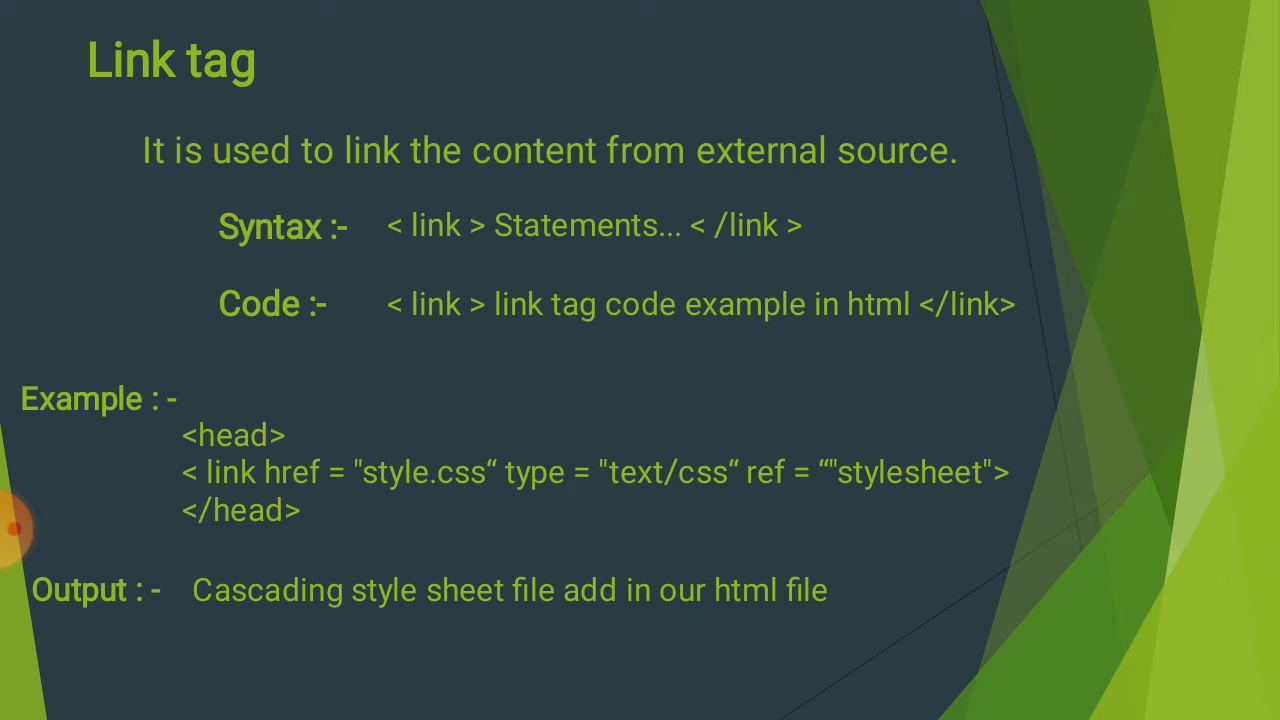 Link tag
It is used to link the content from external source.
Syntax :- < link > Statements... < /link >
Code :- < link > link tag code example in html </link>
Example : -
<head>
< link href = "style.css“ type = "text/css“ ref = “"stylesheet">
</head>
Output : - Cascading style sheet file add in our html file